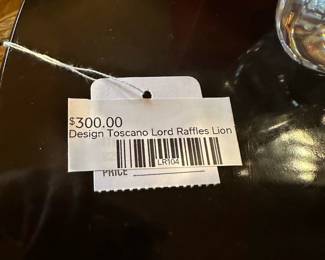 $300.00
Design Toscano Lord Raffles Lion
LR104
PRICE